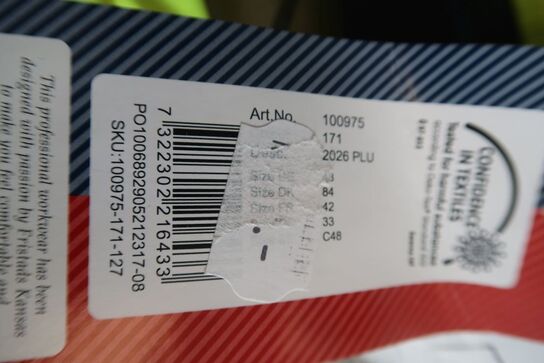 This professional workwear has been
designed with passion by Fristads Kansas
to make you feel comfortable and
Art.No. 100975
171
2026 PLU
Size DK 84
Size FR 42
33
C48
7 322302 216433
PO1006892905212317-08
SKU:100975-171-127
CONFIDENCE
IN TEXTILES
Tested for harmful substances